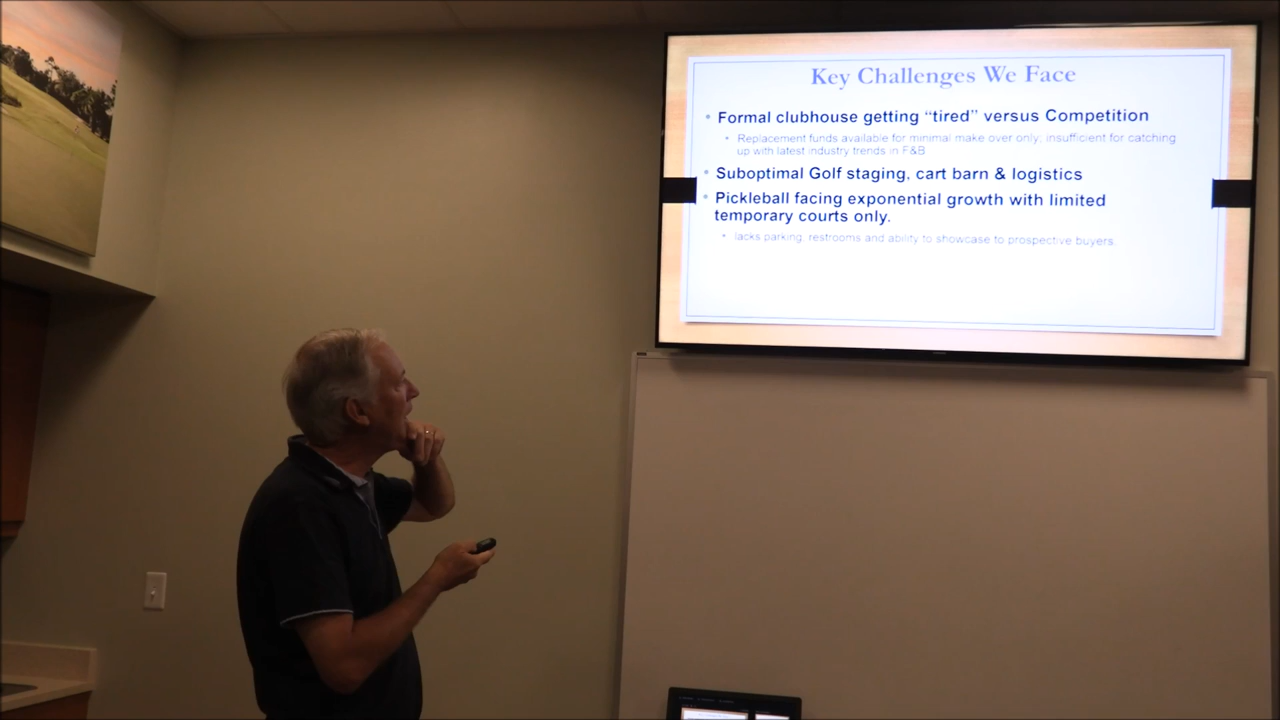 Key Challenges We Face
• Formal clubhouse getting “tired” versus Competition
• Replacement funds available for minimal make over only; insufficient for catching
up with latest industry trends in F&B
• Suboptimal Golf staging, cart barn & logistics
• Pickleball facing exponential growth with limited
temporary courts only.
• lacks parking, restrooms and ability to showcase to prospective buyers.